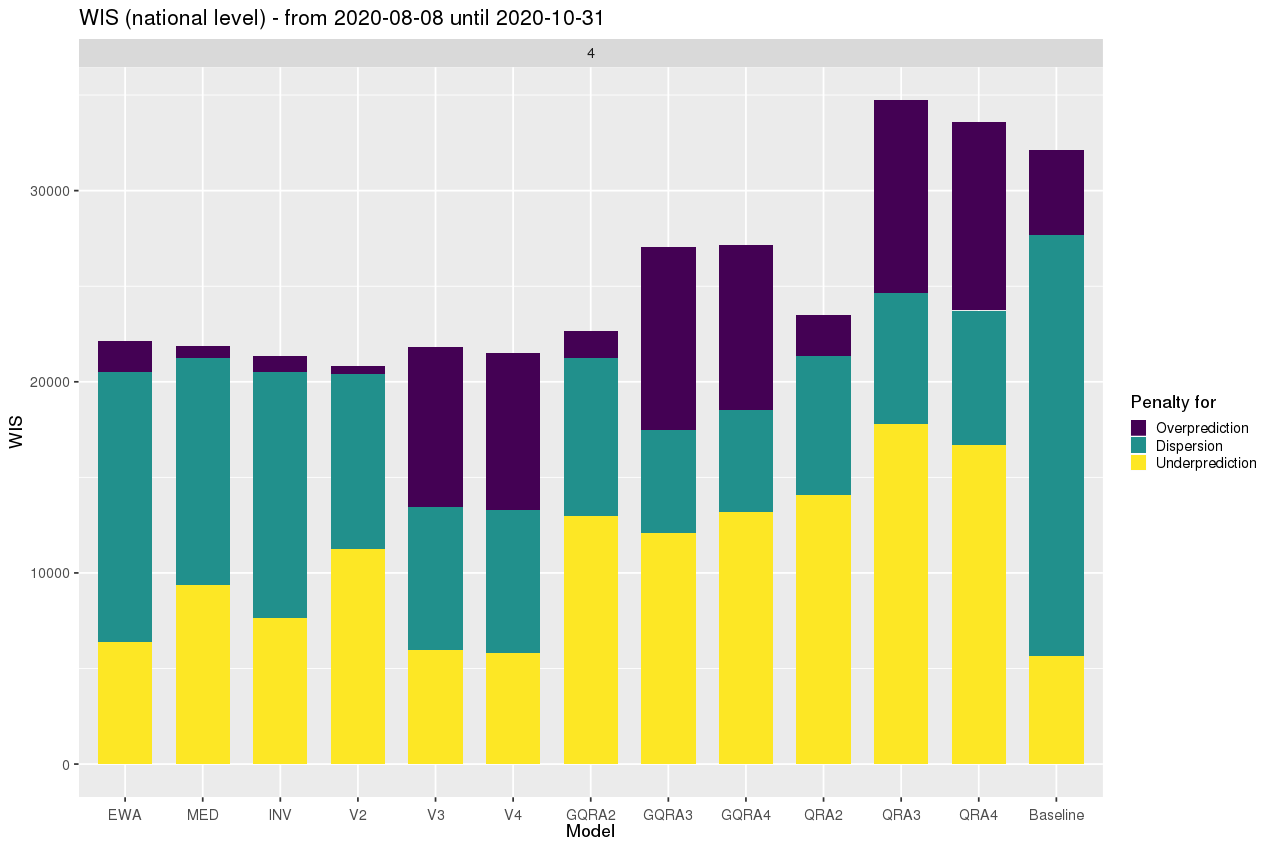 WIS (national level) - from 2020-08-08 until 2020-10-31
4
30000
20000
10000
0
WIS
EWA MED INV V2 V3 V4 GQRA2 GQRA3 GQRA4 QRA2 QRA3 QRA4 Baseline
Model
Penalty for
Overprediction
Dispersion
Underprediction